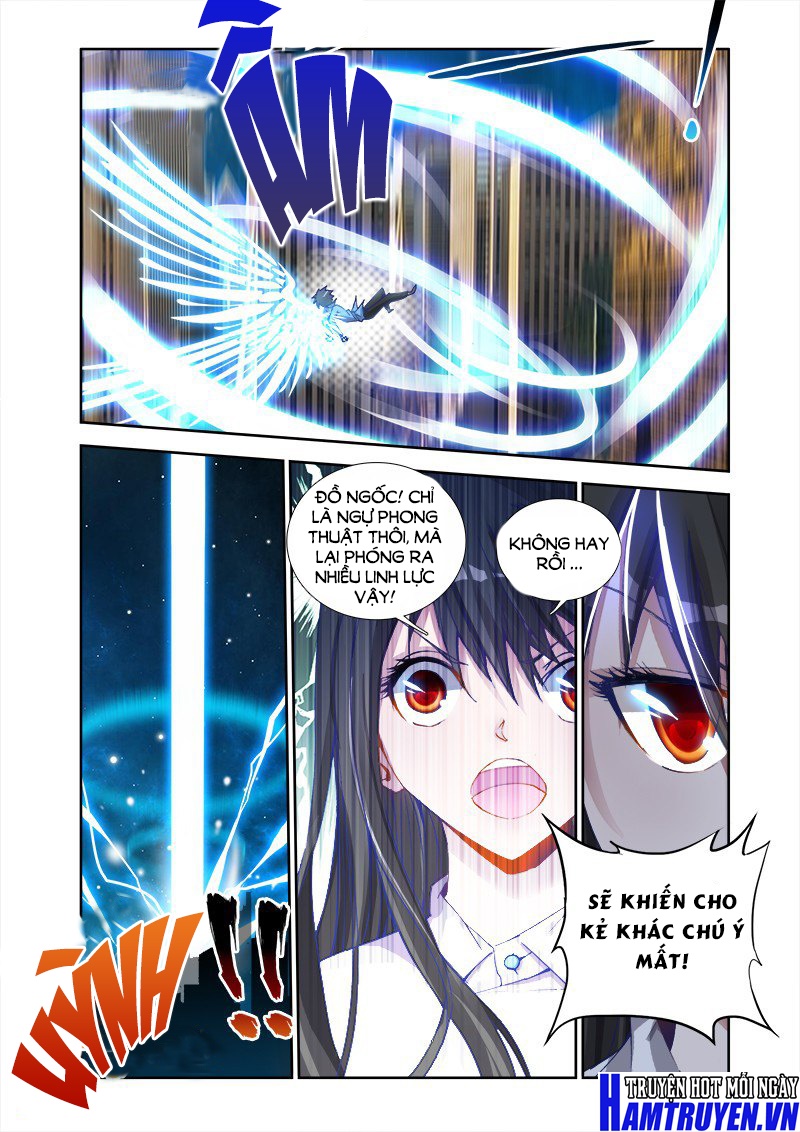 ẦM
ĐỒ NGỐC! CHỈ
LÀ NGỰ PHONG
THUẬT THÔI, MÀ
LẠI PHÓNG RA
NHIỀU LINH LỰC
VẬY!
KHÔNG HAY
RỒI ...
SẼ KHIẾN CHO
KẺ KHÁC CHÚ Ý
MẤT!
UỲNH !!
TRUYỆN HOT MỖI NGÀY
HAMTRUYEN.VN